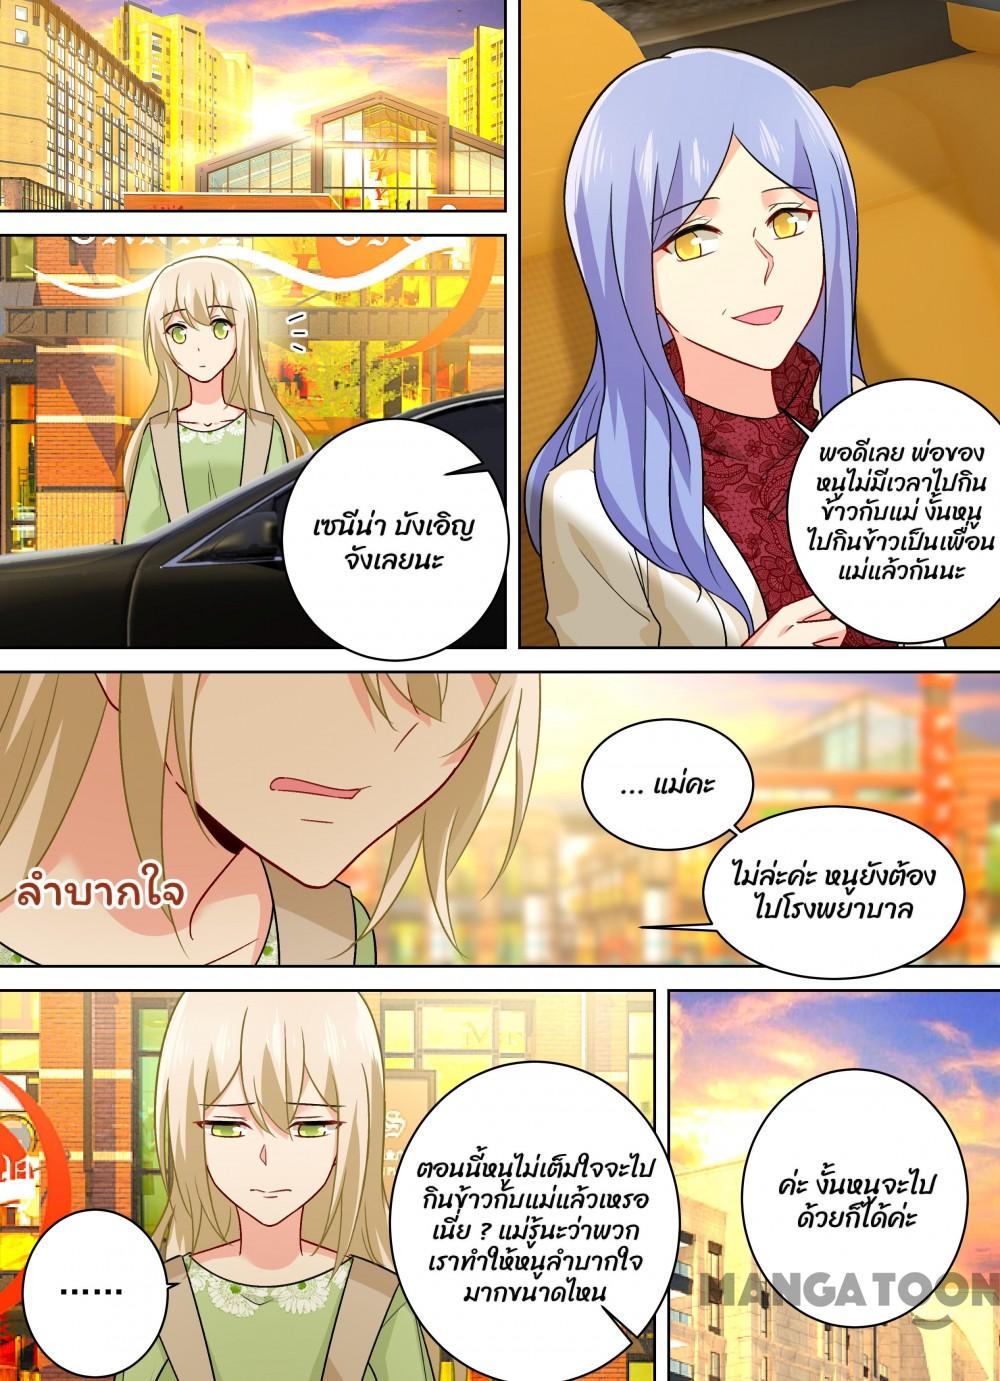 เซนีน่า บังเอิญ
จังเลยนะ
พอดีเลย พ่อของ
หนูไม่มีเวลาไปกิน
ข้าวกับแม่ งั้นหนู
ไปกินข้าวเป็นเพื่อน
แม่แล้วกันนะ
... แม่คะ
ไม่ล่ะค่ะ หนูยังต้อง
ไปโรงพยาบาล
ลำบากใจ
ตอนนี้หนูไม่เต็มใจจะไป
กินข้าวกับแม่แล้วเหรอ
เนี่ย ? แม่รู้นะว่าพวก
เราทำให้หนูลำบากใจ
มากขนาดไหน
......
ค่ะ งั้นหนูจะไป
ด้วยก็ได้ค่ะ
MANGATOON